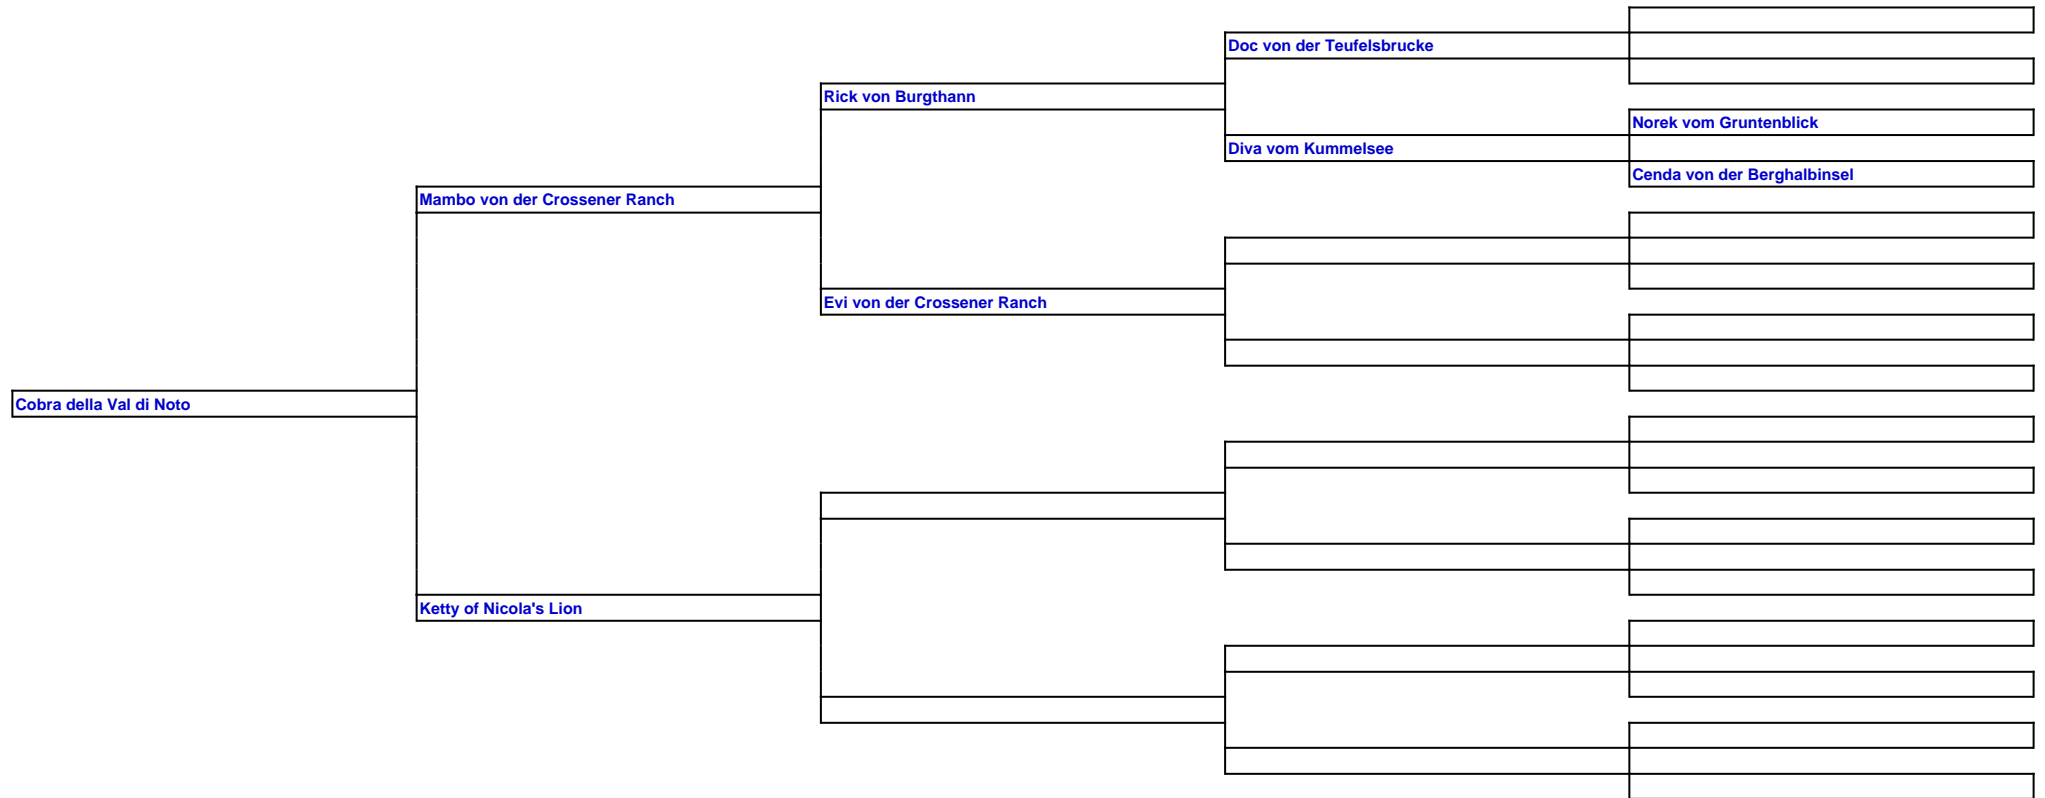 Doc von der Teufelsbrucke
Rick von Burgthann
Norek vom Gruntenblick
Diva vom Kummelsee
Cenda von der Berghalbinsel
Mambo von der Crossener Ranch
Evi von der Crossener Ranch
Cobra della Val di Noto
Ketty of Nicola's Lion